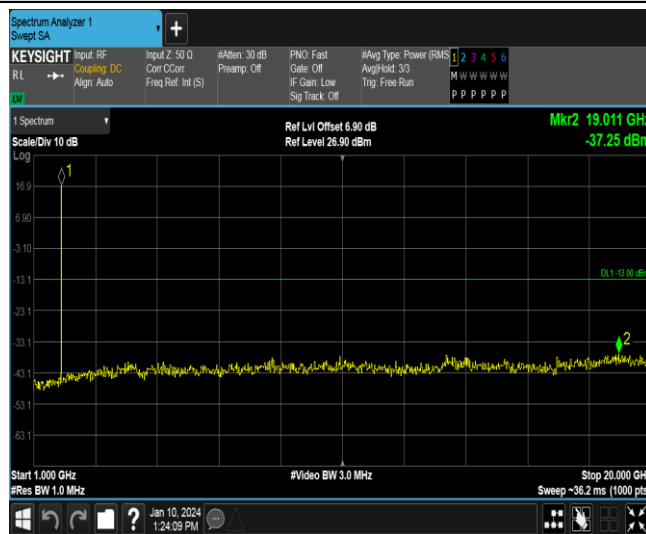 Spectrum Analyzer 1
Swept SA
+
KEYSIGHT
RL
LXI
Input: RF
Coupling: DC
Align: Auto
Input Z: 50 Ω
Corr CCorr
Freq Ref: Int (S)
#Atten: 30 dB
Preamp: Off
PNO: Fast
Gate: Off
IF Gain: Low
Sig Track: Off
#Avg Type: Power (RMS
Avg|Hold: 3/3
Trig: Free Run
1 2 3 4 5 6
M W W W W W
P P P P P P
1 Spectrum
Scale/Div 10 dB
Log
Ref Lvl Offset 6.90 dB
Ref Level 26.90 dBm
Mkr2 19.011 GHz
-37.25 dBm
1
16.9
6.90
-3.10
-13.1
DL1 -13.00 dBm
-23.1
-33.1
2
-43.1
-53.1
-63.1
Start 1.000 GHz
#Res BW 1.0 MHz
#Video BW 3.0 MHz
Stop 20.000 GH
Sweep ~36.2 ms (1000 pts
?
Jan 10, 2024
1:24:09 PM